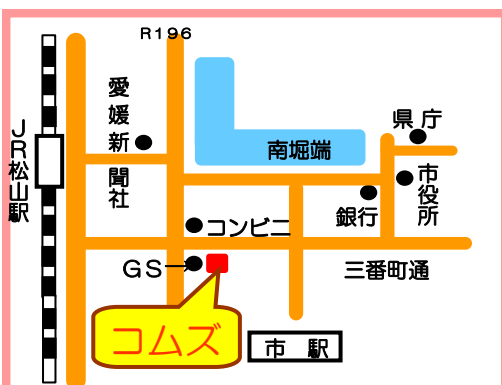 R196
愛媛新聞社
県庁
JR松山駅
南堀端
市役所
銀行
コンビニ
GS
三番町通
コムズ
市 駅